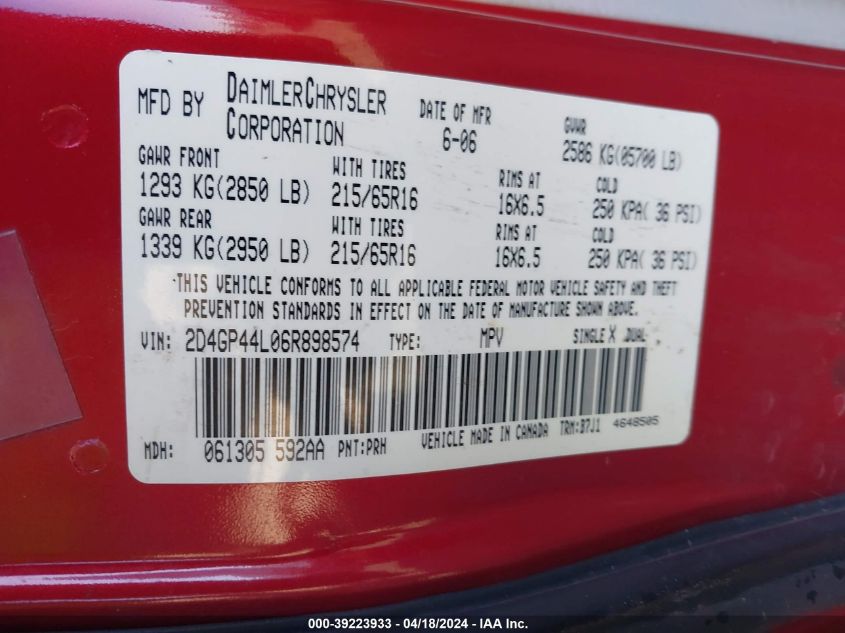 MFD BY DAIMLERCHRYSLER CORPORATION DATE OF MFR 6-06 GVWR 2586 KG(05700 LB)
GAWR FRONT WITH TIRES RIMS AT COLD
1293 KG(2850 LB) 215/65R16 16X6.5 250 KPA( 36 PSI)
GAWR REAR WITH TIRES RIMS AT COLD
1339 KG(2950 LB) 215/65R16 16X6.5 250 KPA( 36 PSI)
·THIS VEHICLE CONFORMS TO ALL APPLICABLE FEDERAL MOTOR VEHICLE SAFETY AND THEFT
PREVENTION STANDARDS IN EFFECT ON THE DATE OF MANUFACTURE SHOWN ABOVE.
VIN: 2D4GP44L06R898574 TYPE: MPV SINGLE X DUAL
MDH: 061305 592AA PNT:PRH VEHICLE MADE IN CANADA TRM:B7J1 4648505
000-39223933 - 04/18/2024 - IAA Inc.